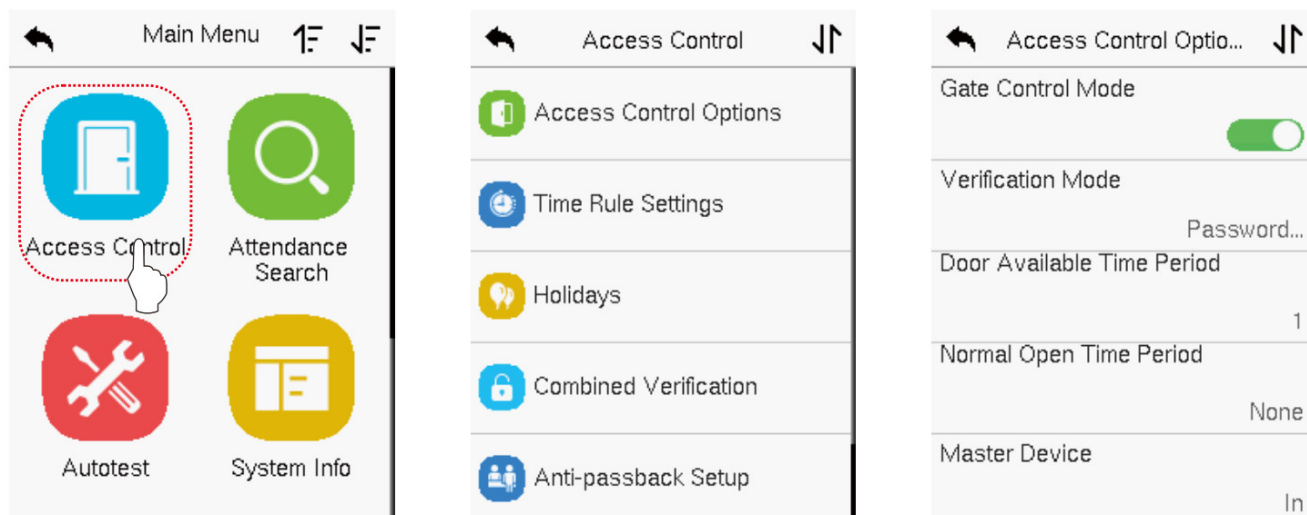 Main Menu
Access Control
Attendance
Search
Autotest
System Info
Access Control
Access Control Options
Time Rule Settings
Holidays
Combined Verification
Anti-passback Setup
Access Control Optio...
Gate Control Mode
Verification Mode
Password...
Door Available Time Period
1
Normal Open Time Period
None
Master Device
In